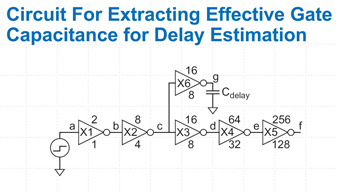 Circuit For Extracting Effective Gate
Capacitance for Delay Estimation
16
X6
g
8
Cdelay
2
8
16
64
256
a
X1
b
X2
c
X3
d
X4
e
X5
f
1
4
8
32
128